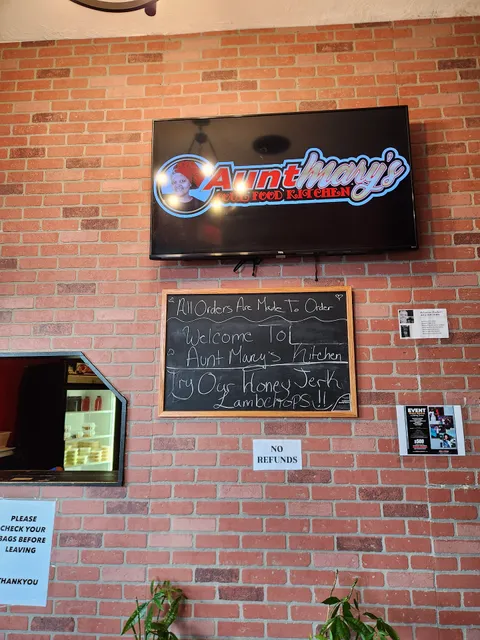 Aunt Mary's
SOUL FOOD KITCHEN
All Orders Are Made To Order
Welcome To
Aunt Mary's Kitchen
Try Our Honey Jerk
Lambchops!!
NO
REFUNDS
EVENT
$500
PLEASE
CHECK YOUR
BAGS BEFORE
LEAVING
THANKYOU